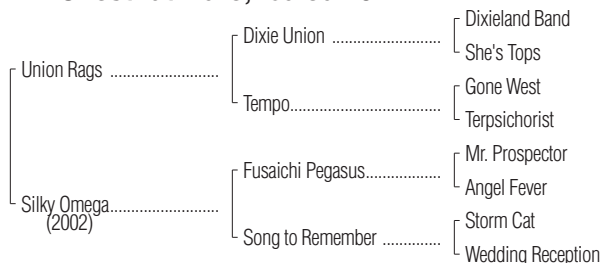 Dixieland Band
Dixie Union
She's Tops
Union Rags
Gone West
Tempo
Terpsichorist
Mr. Prospector
Fusaichi Pegasus
Angel Fever
Silky Omega
(2002)
Storm Cat
Song to Remember
Wedding Reception